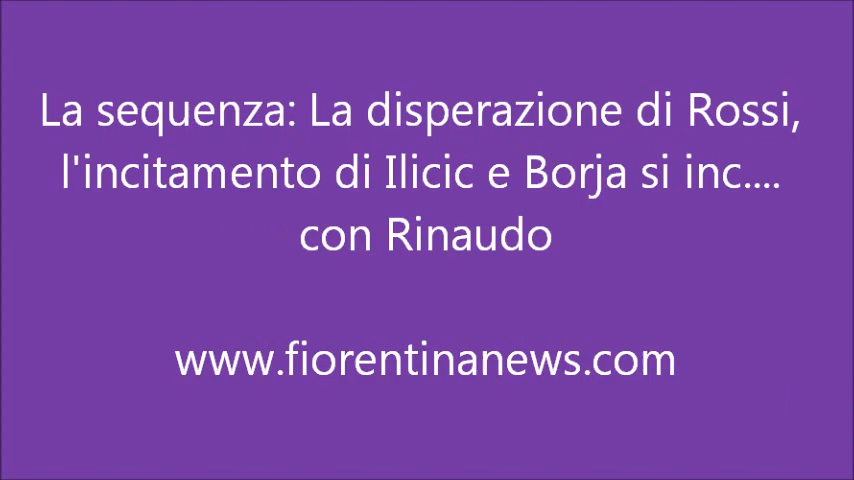 La sequenza: La disperazione di Rossi,
l'incitamento di Ilicic e Borja si inc....
con Rinaudo
www.fiorentinanews.com